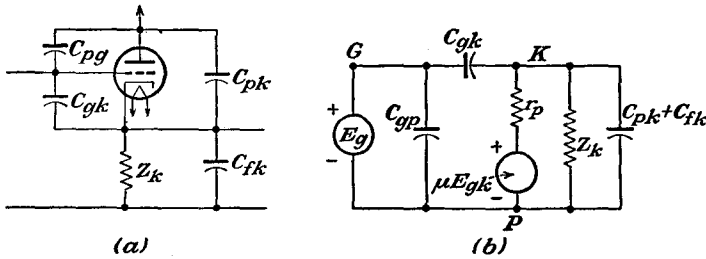 C_pg
C_gk
C_pk
Z_k
C_fk
(a)
G
C_gk
K
+
E_g
-
C_gp
r_p
+
μE_gk
-
Z_k
C_pk+C_fk
P
(b)